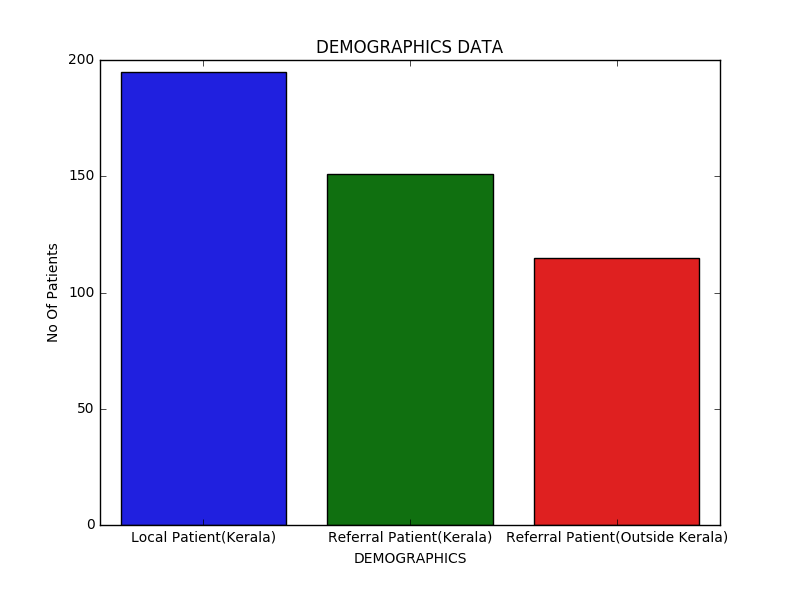 DEMOGRAPHICS DATA
200
150
100
50
0
No Of Patients
Local Patient(Kerala) Referral Patient(Kerala) Referral Patient(Outside Kerala)
DEMOGRAPHICS